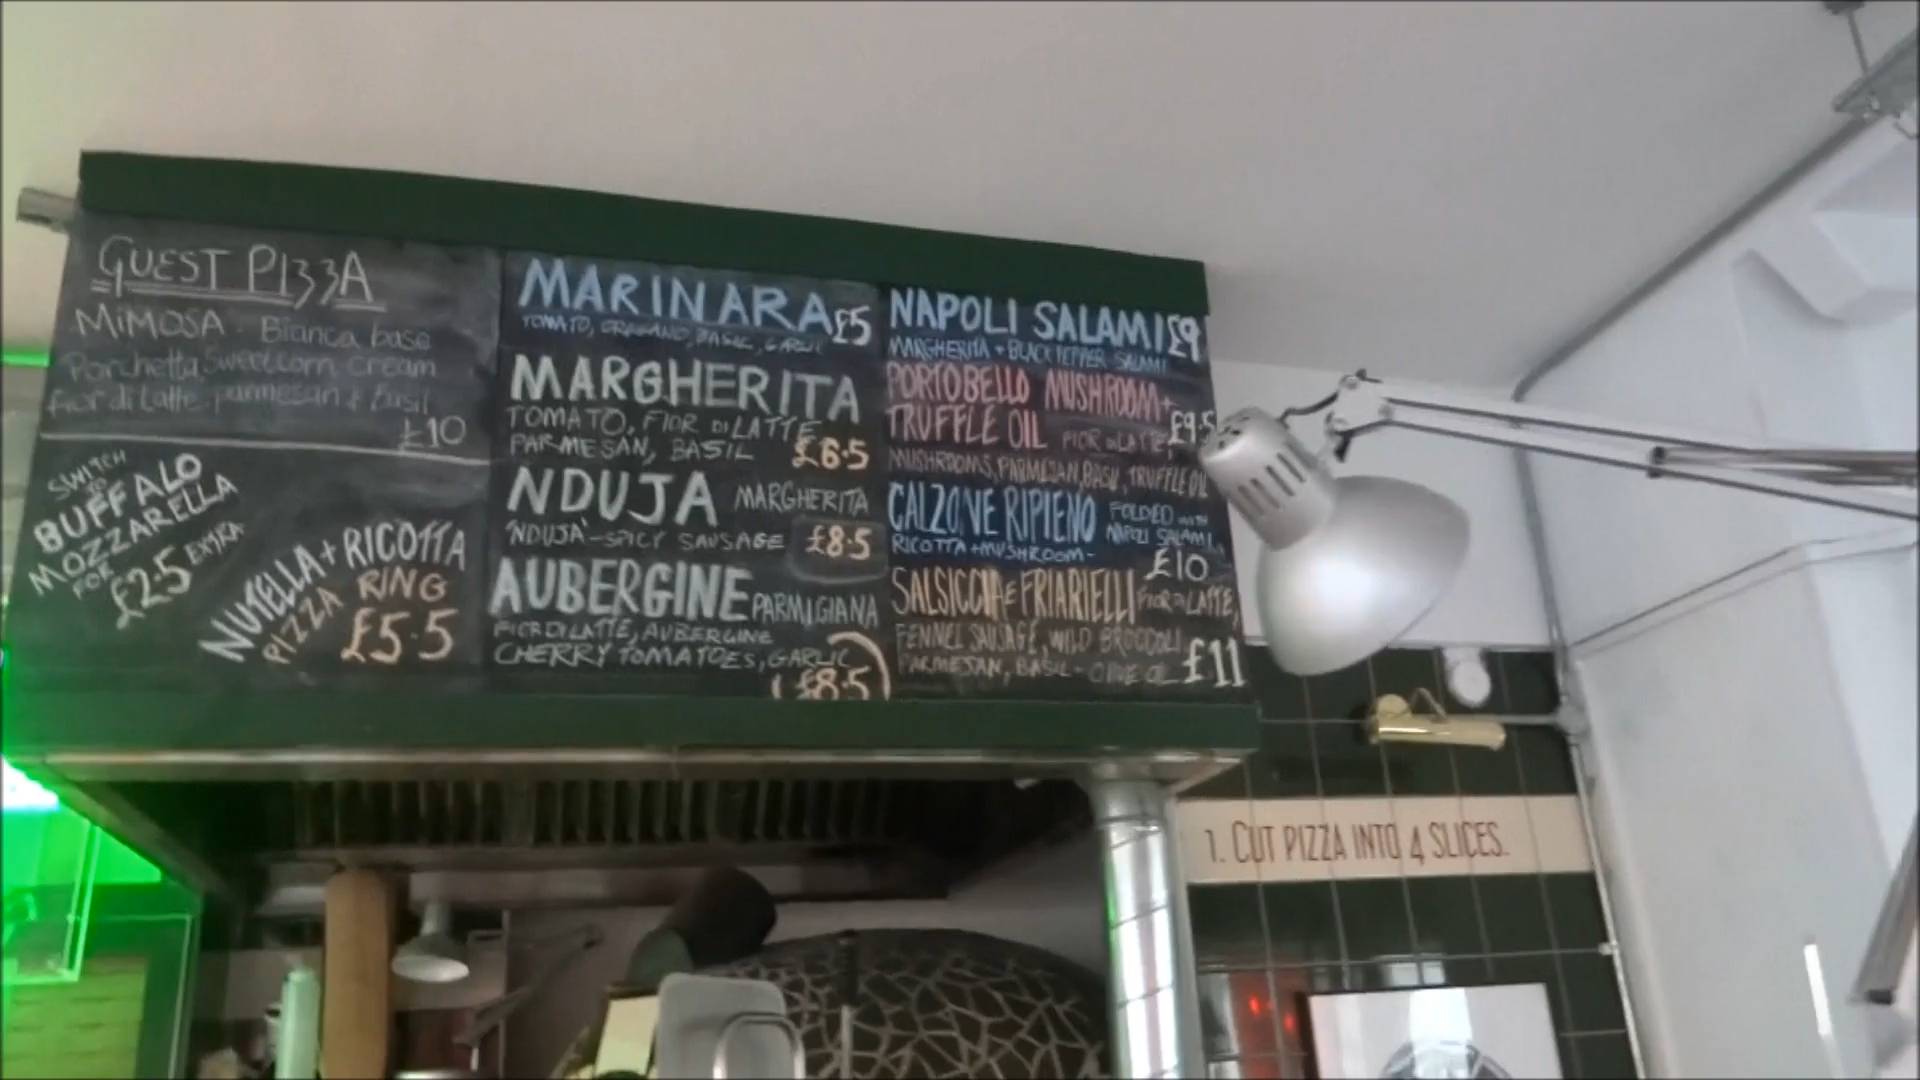 GUEST PIZZA
MIMOSA - Bianca base
Porchetta, Sweetcorn Cream
fior di latte, parmesan & Basil
£10
SWITCH
TO
BUFFALO
MOZZARELLA
FOR
£2.5 EXTRA
NUTELLA + RICOTTA
PIZZA RING
£5.5
MARINARA £5
TOMATO, OREGANO, BASIL, GARLIC
MARGHERITA
TOMATO, FIOR DI LATTE
PARMESAN, BASIL £6.5
NDUJA MARGHERITA
'NDUJA' - SPICY SAUSAGE £8.5
AUBERGINE PARMIGIANA
FIOR DI LATTE, AUBERGINE
CHERRY TOMATOES, GARLIC
£8.5
NAPOLI SALAMI £9
MARGHERITA + BLACK PEPPER SALAMI
PORTOBELLO MUSHROOM +
TRUFFLE OIL FIOR DI LATTE, £9.5
MUSHROOMS, PARMESAN, BASIL, TRUFFLE OIL
CALZONE RIPIENO FOLDED WITH
NAPOLI SALAMI,
RICOTTA + MUSHROOM -
£10
SALSICCIA E FRIARIELLI FIOR DI LATTE,
FENNEL SAUSAGE, WILD BROCCOLI
PARMESAN, BASIL - OLIVE OIL £11
1. CUT PIZZA INTO 4 SLICES.